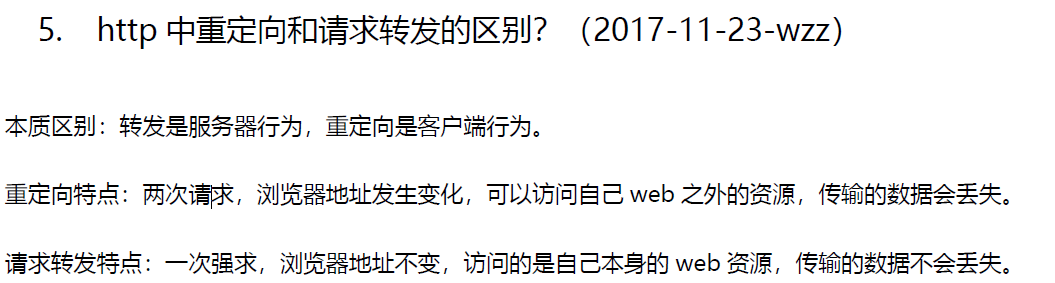 5. http 中重定向和请求转发的区别？（2017-11-23-wzz）
本质区别：转发是服务器行为，重定向是客户端行为。
重定向特点：两次请求，浏览器地址发生变化，可以访问自己 web 之外的资源，传输的数据会丢失。
请求转发特点：一次强求，浏览器地址不变，访问的是自己本身的 web 资源，传输的数据不会丢失。